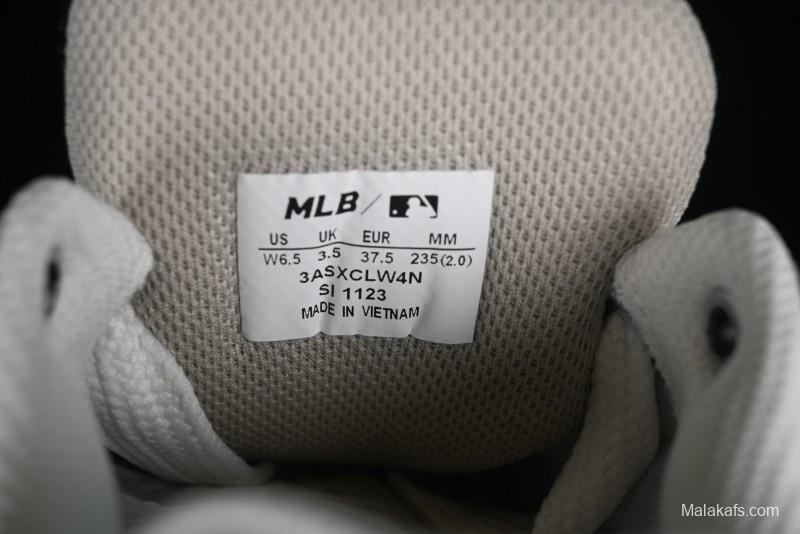 MLB /
US UK EUR MM
W6.5 3.5 37.5 235(2.0)
3ASXCLW4N
SI 1123
MADE IN VIETNAM
Malakafs.com